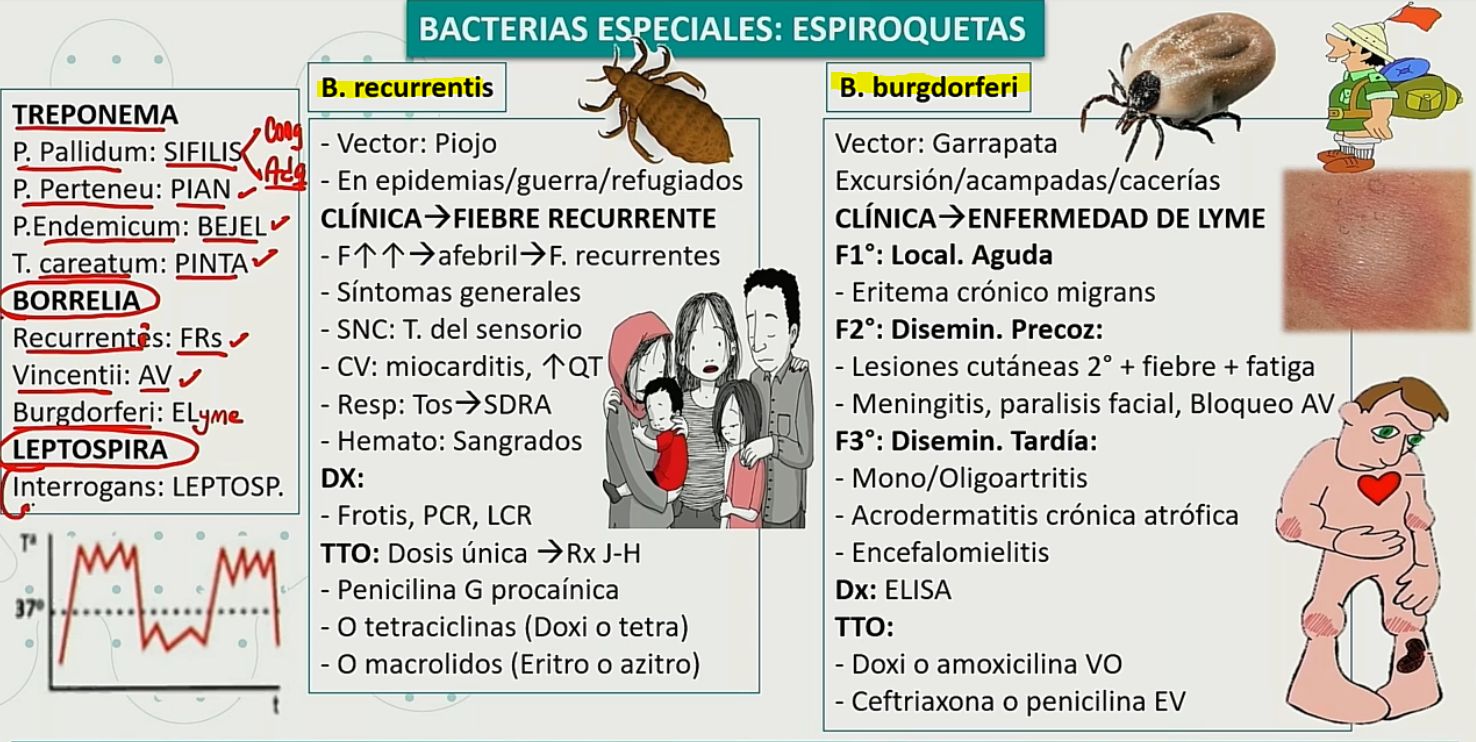 BACTERIAS ESPECIALES: ESPIROQUETAS
TREPONEMA
P. Pallidum: SIFILIS
Cong
Adq
P. Perteneu: PIAN
P.Endemicum: BEJEL
T. careatum: PINTA
BORRELIA
Recurrentis: FRs
Vincentii: AV
Burgdorferi: ELyme
LEPTOSPIRA
Interrogans: LEPTOSP.
Tª
37º
t
B. recurrentis
- Vector: Piojo
- En epidemias/guerra/refugiados
CLÍNICA→FIEBRE RECURRENTE
- F↑↑→afebril→F. recurrentes
- Síntomas generales
- SNC: T. del sensorio
- CV: miocarditis, ↑QT
- Resp: Tos→SDRA
- Hemato: Sangrados
DX:
- Frotis, PCR, LCR
TTO: Dosis única →Rx J-H
- Penicilina G procaínica
- O tetraciclinas (Doxi o tetra)
- O macrolidos (Eritro o azitro)
B. burgdorferi
Vector: Garrapata
Excursión/acampadas/cacerías
CLÍNICA→ENFERMEDAD DE LYME
F1°: Local. Aguda
- Eritema crónico migrans
F2°: Disemin. Precoz:
- Lesiones cutáneas 2° + fiebre + fatiga
- Meningitis, paralisis facial, Bloqueo AV
F3°: Disemin. Tardía:
- Mono/Oligoartritis
- Acrodermatitis crónica atrófica
- Encefalomielitis
Dx: ELISA
TTO:
- Doxi o amoxicilina VO
- Ceftriaxona o penicilina EV